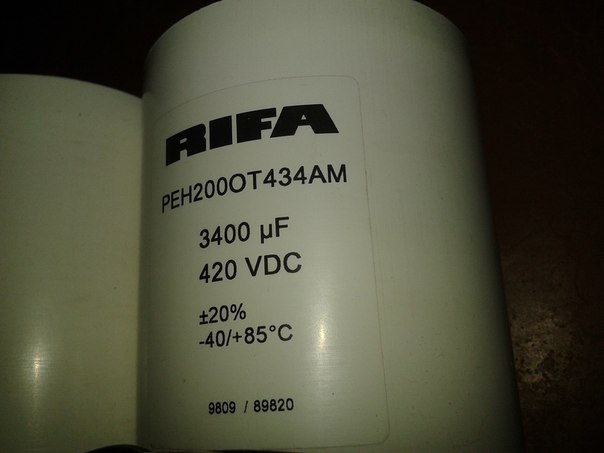 RIFA
PEH200OT434AM
3400 µF
420 VDC
±20%
-40/+85°C
9809 / 89820